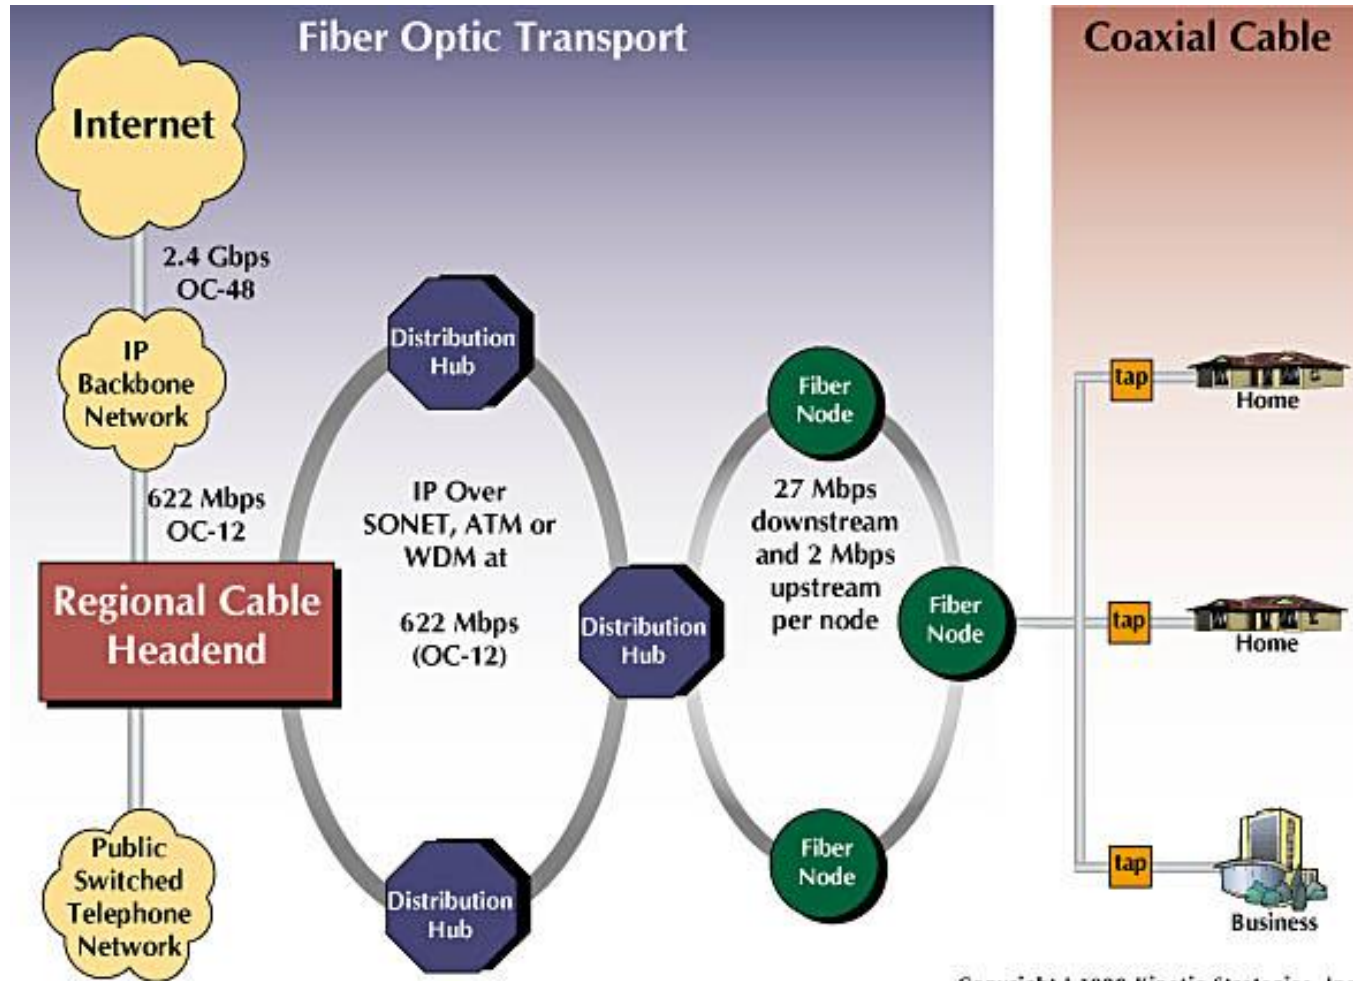 Fiber Optic Transport
Coaxial Cable
Internet
2.4 Gbps
OC-48
IP
Backbone
Network
622 Mbps
OC-12
Regional Cable
Headend
Public
Switched
Telephone
Network
Distribution
Hub
IP Over
SONET, ATM or
WDM at
622 Mbps
(OC-12)
Distribution
Hub
Distribution
Hub
Fiber
Node
27 Mbps
downstream
and 2 Mbps
upstream
per node
Fiber
Node
Fiber
Node
tap
Home
tap
Home
tap
Business